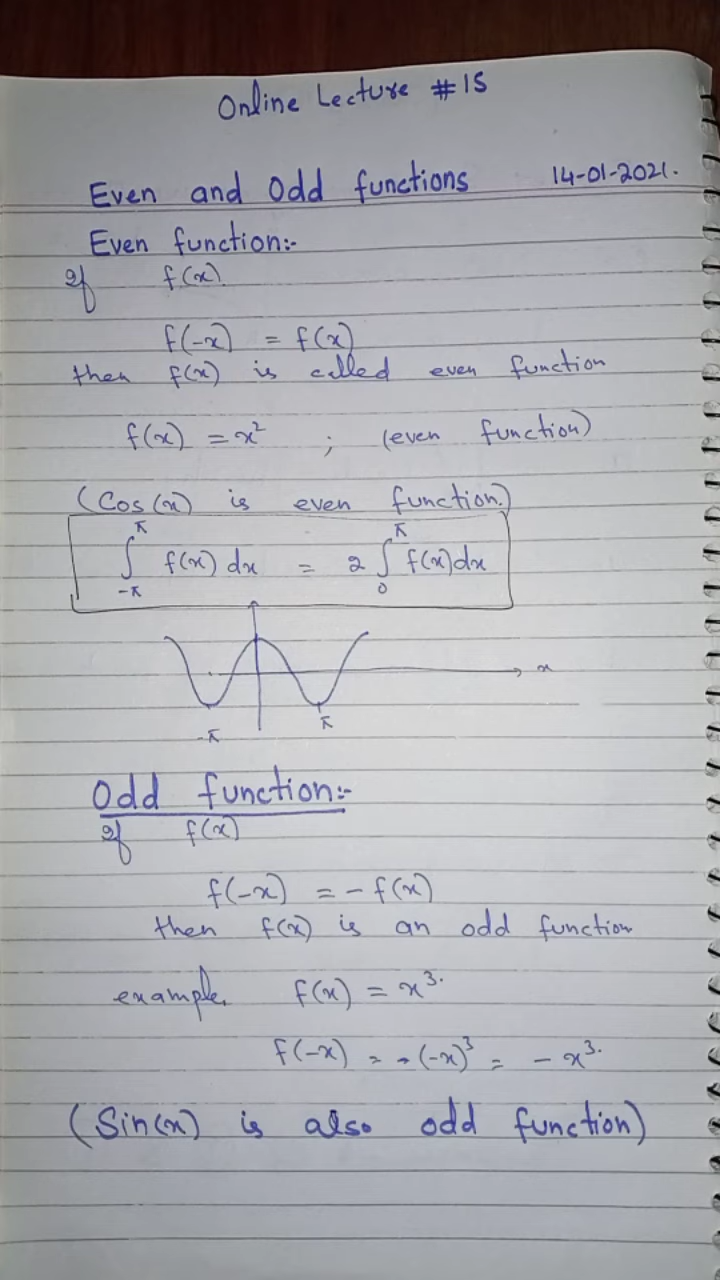 Online Lecture #15
Even and Odd functions 14-01-2021.
Even function:-
If f(x).
f(-x) = f(x)
then f(x) is called even function
f(x) = x² ; (even function)
(Cos(x) is even function.)
∫_{-π}^{π} f(x) dx = 2 ∫_{0}^{π} f(x)dx
x
-π π
Odd function:-
If f(x)
f(-x) = - f(x)
then f(x) is an odd function
example. f(x) = x³.
f(-x) = -(-x)³ = - x³.
(Sin(x) is also odd function)